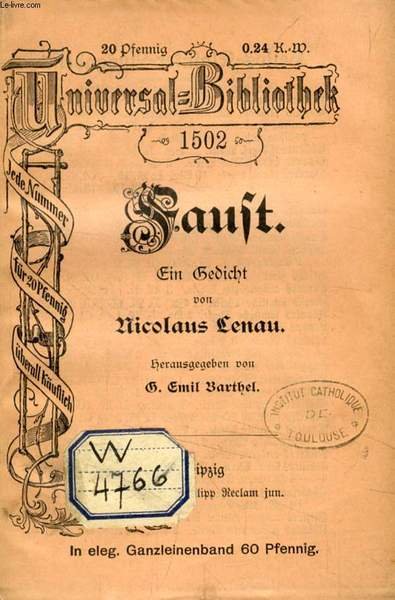 © Le-livre.com
20 Pfennig 0.24 K.-W.
Universal-Bibliothek
1502
Jede Nummer
für 20 Pfennig
überall käuflich
Faust.
Ein Gedicht
von
Nicolaus Lenau.
Herausgegeben von
G. Emil Barthel.
INSTITUT CATHOLIQUE
DE
TOULOUSE
W
4766
ipzig
lipp Reclam jun.
In eleg. Ganzleinenband 60 Pfennig.